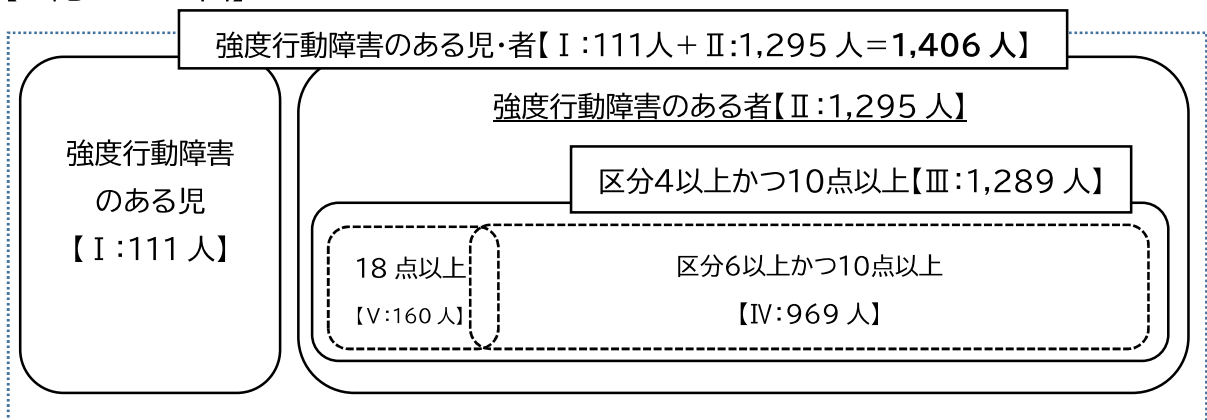 強度行動障害のある児・者【Ⅰ:111人+Ⅱ:1,295 人=1,406 人】
強度行動障害
のある児
【Ⅰ:111 人】
強度行動障害のある者【Ⅱ:1,295 人】
区分4以上かつ10点以上【Ⅲ:1,289 人】
18 点以上
【Ⅴ:160 人】
区分6以上かつ10点以上
【Ⅳ:969 人】